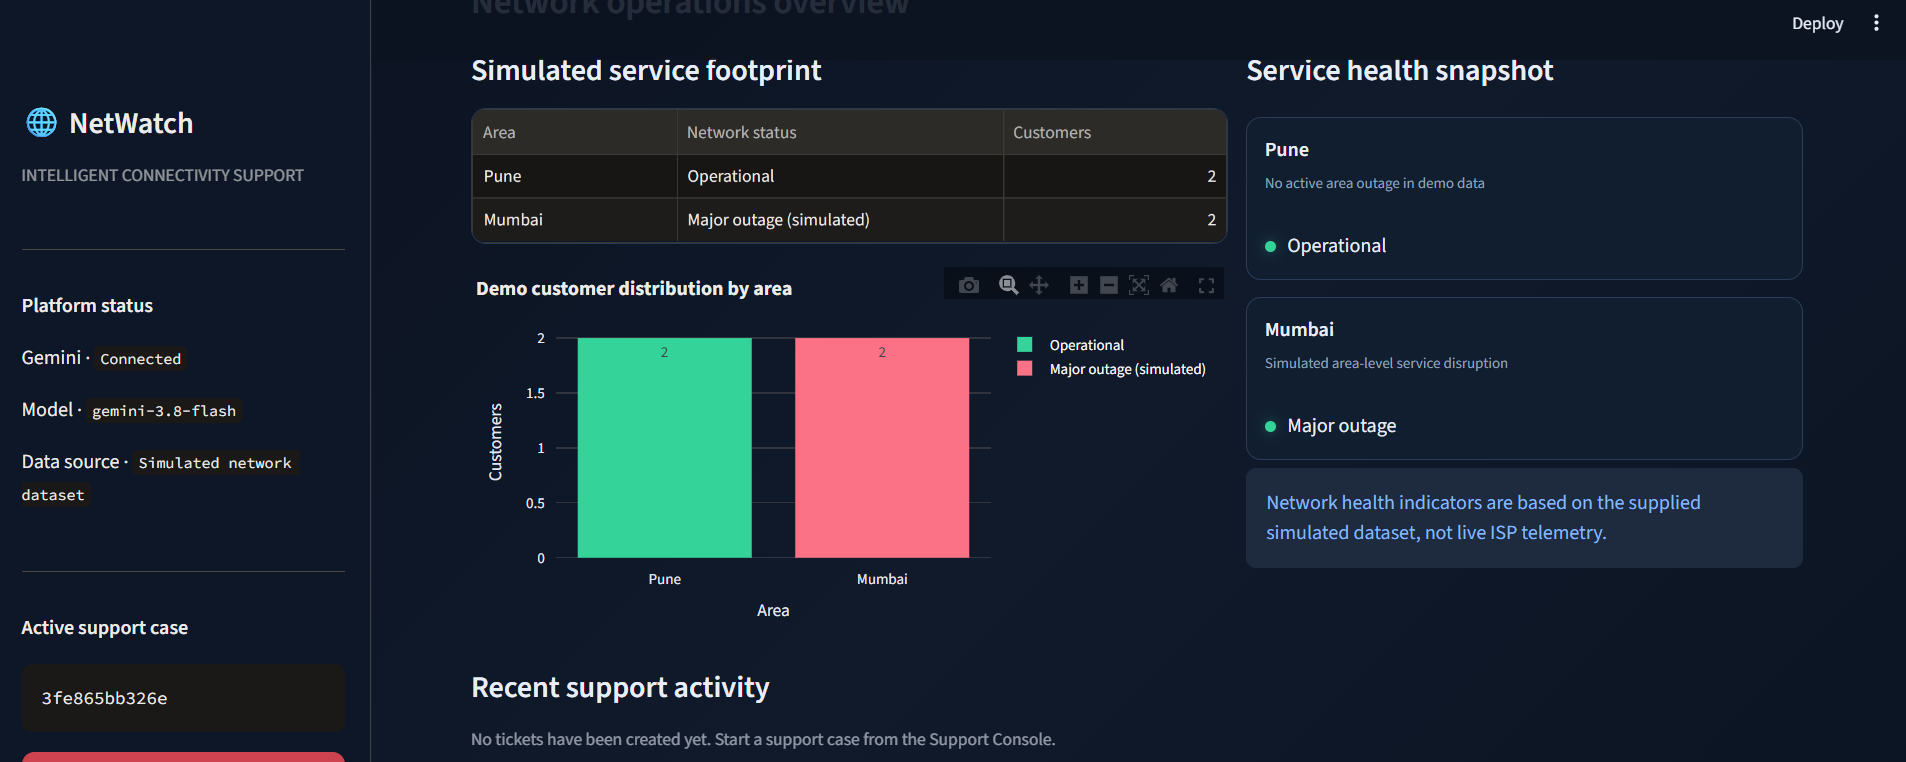 Network operations overview
Deploy
NetWatch
INTELLIGENT CONNECTIVITY SUPPORT
Platform status
Gemini · Connected
Model · gemini-3.8-flash
Data source · Simulated network
dataset
Active support case
3fe865bb326e
Simulated service footprint
Area Network status Customers
Pune Operational 2
Mumbai Major outage (simulated) 2
Demo customer distribution by area
Customers
2
1.5
1
0.5
0
2
2
Pune
Mumbai
Area
Operational
Major outage (simulated)
Service health snapshot
Pune
No active area outage in demo data
Operational
Mumbai
Simulated area-level service disruption
Major outage
Network health indicators are based on the supplied
simulated dataset, not live ISP telemetry.
Recent support activity
No tickets have been created yet. Start a support case from the Support Console.